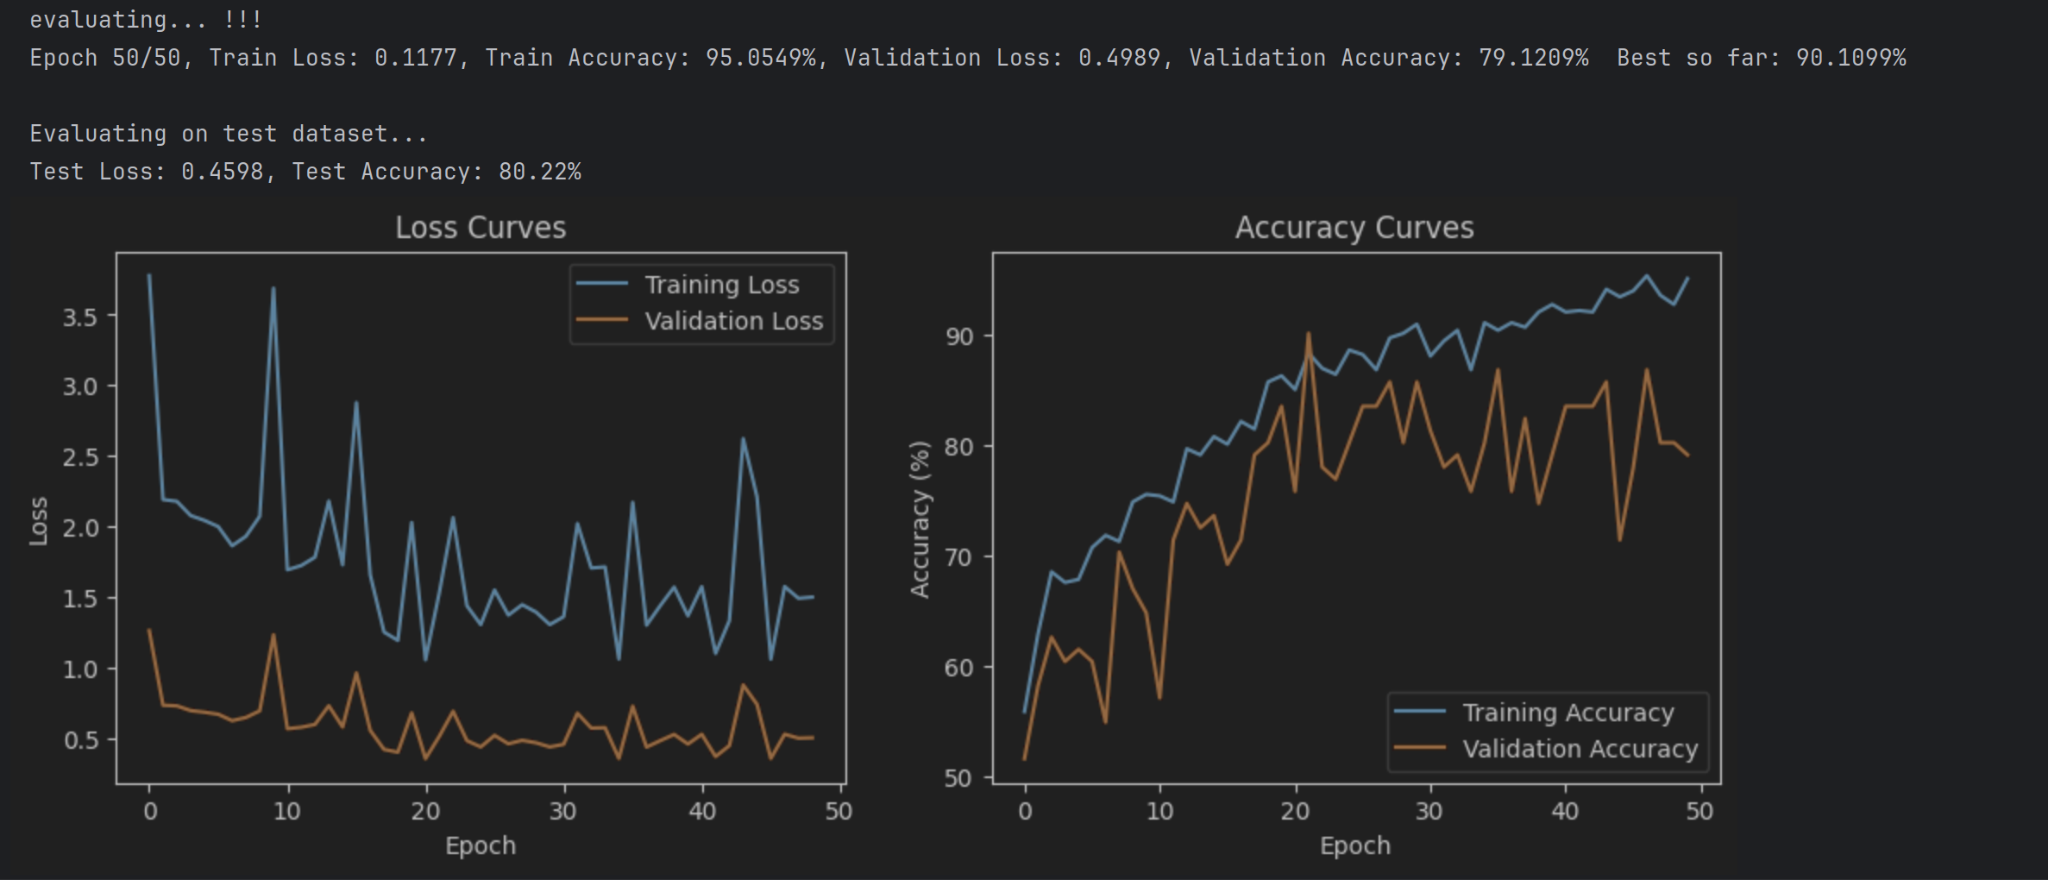 evaluating... !!!
Epoch 50/50, Train Loss: 0.1177, Train Accuracy: 95.0549%, Validation Loss: 0.4989, Validation Accuracy: 79.1209%  Best so far: 90.1099%
Evaluating on test dataset...
Test Loss: 0.4598, Test Accuracy: 80.22%
Loss Curves
Training Loss
Validation Loss
3.5
3.0
2.5
2.0
1.5
1.0
0.5
Loss
0 10 20 30 40 50
Epoch
Accuracy Curves
90
80
70
60
50
Accuracy (%)
Training Accuracy
Validation Accuracy
0 10 20 30 40 50
Epoch